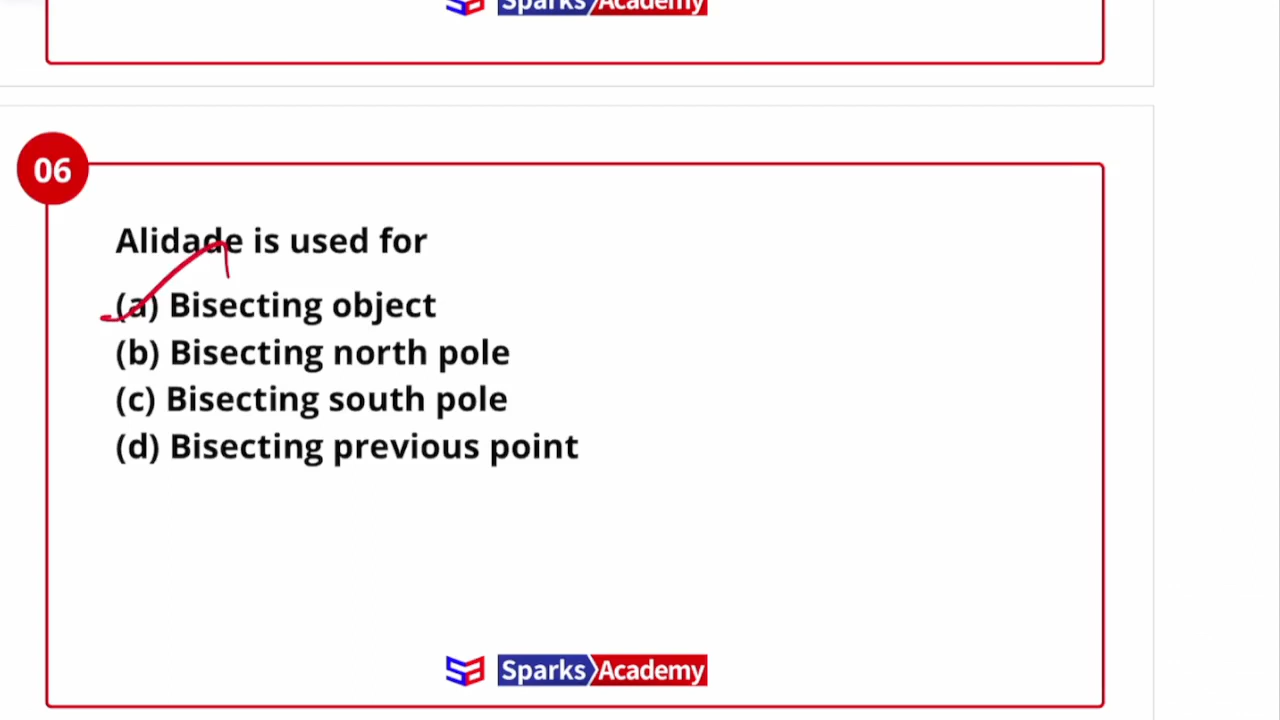 Sparks Academy
06
Alidade is used for
(a) Bisecting object
(b) Bisecting north pole
(c) Bisecting south pole
(d) Bisecting previous point
Sparks Academy